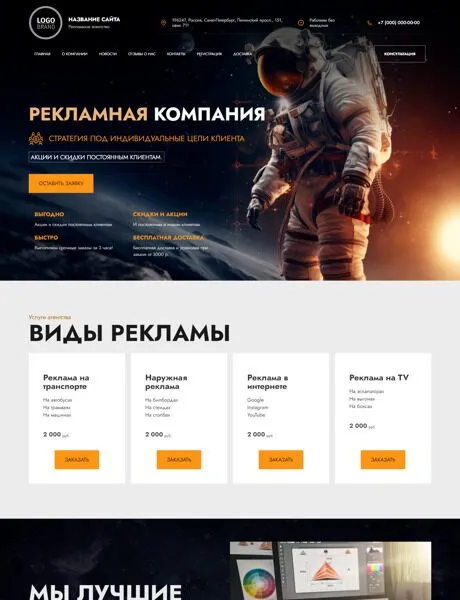 LOGO
BRAND
НАЗВАНИЕ САЙТА
Рекламное агентство
196247, Россия, Санкт-Петербург, Ленинский просп., 151,
офис 711
Работаем без
выходных
+7 (000) 000-00-00
ГЛАВНАЯ
О КОМПАНИИ
НОВОСТИ
ОТЗЫВЫ О НАС
КОНТАКТЫ
РЕГИСТРАЦИЯ
ДОСТАВКА
КОНСУЛЬТАЦИЯ
РЕКЛАМНАЯ КОМПАНИЯ
СТРАТЕГИЯ ПОД ИНДИВИДУАЛЬНЫЕ ЦЕЛИ КЛИЕНТА
АКЦИИ И СКИДКИ ПОСТОЯННЫМ КЛИЕНТАМ
ОСТАВИТЬ ЗАЯВКУ
ВЫГОДНО
Акции и скидки постоянным клиентам
СКИДКИ И АКЦИИ
И постоянным и новым клиентам
БЫСТРО
Выполняем срочные заказы за 2 часа!
БЕСПЛАТНАЯ ДОСТАВКА
Бесплатная доставка и установка при
заказе от 3000 р.
Услуги агентства
ВИДЫ РЕКЛАМЫ
Реклама на
транспорте
На автобусах
На трамваях
На машинах
2 000 руб.
ЗАКАЗАТЬ
Наружная
реклама
На билбордах
На стендах
На столбах
2 000 руб.
ЗАКАЗАТЬ
Реклама в
интернете
Google
Instagram
YouTube
2 000 руб.
ЗАКАЗАТЬ
Реклама на TV
На эскалаторах
На вагонах
На боксах
2 000 руб.
ЗАКАЗАТЬ
МЫ ЛУЧШИЕ